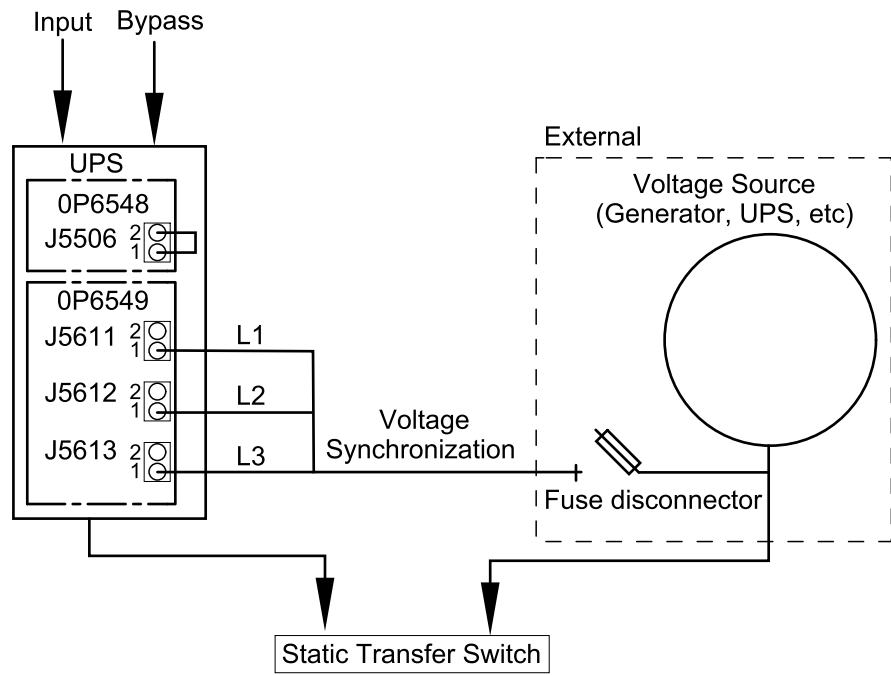 Input
Bypass
UPS
0P6548
J5506
2
1
0P6549
J5611
2
1
L1
J5612
2
1
L2
J5613
2
1
L3
Voltage
Synchronization
External
Voltage Source
(Generator, UPS, etc)
Fuse disconnector
Static Transfer Switch